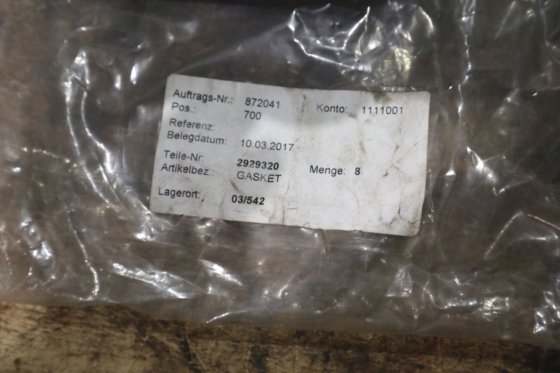 Auftrags-Nr.: 872041 Konto: 1111001
Pos.: 700
Referenz:
Belegdatum: 10.03.2017
Teile-Nr: 2929320 Menge: 8
Artikelbez.: GASKET
Lagerort: 03/542